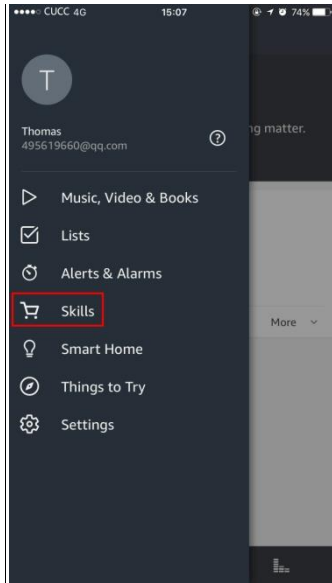 CUCC 4G 15:07 74%
T
Thomas
495619660@qq.com
ng matter.
Music, Video & Books
Lists
Alerts & Alarms
Skills
More
Smart Home
Things to Try
Settings